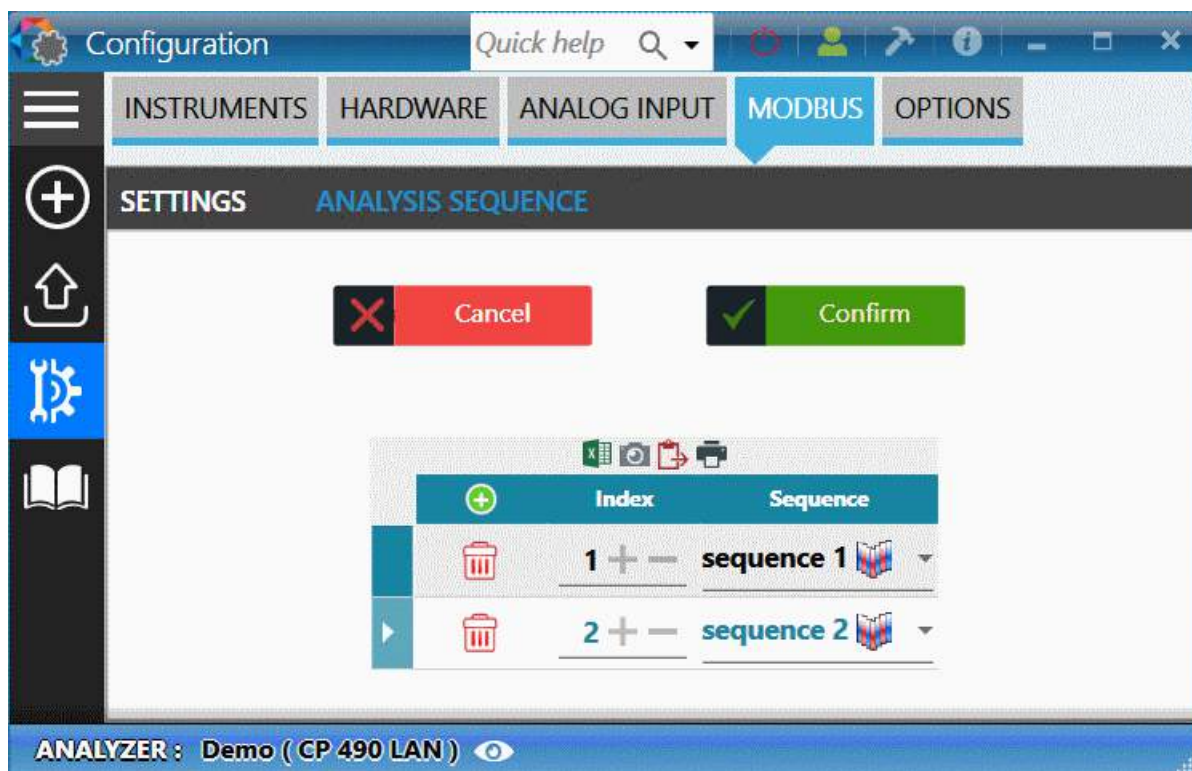 Configuration Quick help
INSTRUMENTS HARDWARE ANALOG INPUT MODBUS OPTIONS
SETTINGS ANALYSIS SEQUENCE
Cancel Confirm
Index Sequence
1 sequence 1
2 sequence 2
ANALYZER : Demo ( CP 490 LAN )